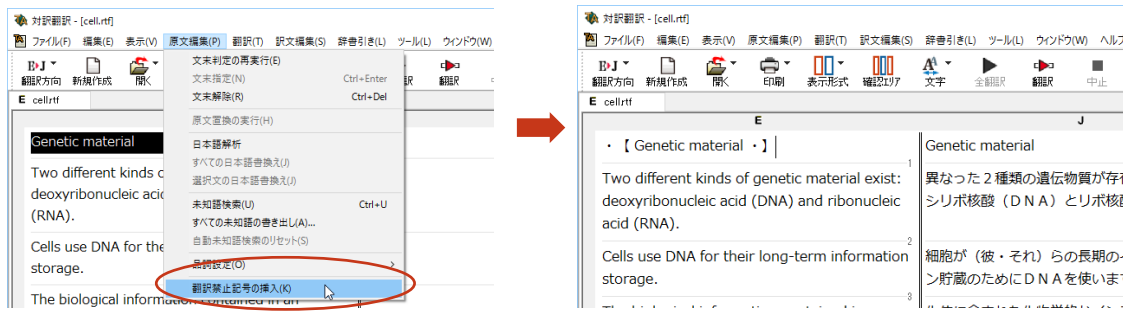 対訳翻訳 - [cell.rtf]
ファイル(F) 編集(E) 表示(V) 原文編集(P) 翻訳(T) 訳文編集(S) 辞書引き(L) ツール(L) ウィンドウ(W)
E▸J
翻訳方向 新規作成 開く
翻訳
E cell.rtf
文末判定の再実行(E)
文末指定(N) Ctrl+Enter
文末解除(R) Ctrl+Del
原文置換の実行(H)
日本語解析
すべての日本語書換え(J)
選択文の日本語書換え(J)
未知語検索(U) Ctrl+U
すべての未知語の書き出し(A)...
自動未知語検索のリセット(S)
品詞設定(O)
翻訳禁止記号の挿入(K)
Genetic material
Two different kinds
deoxyribonucleic acid
(RNA).
Cells use DNA for the
storage.
The biological information contained in an
対訳翻訳 - [cell.rtf]
ファイル(F) 編集(E) 表示(V) 原文編集(P) 翻訳(T) 訳文編集(S) 辞書引き(L) ツール(L) ウィンドウ(W)
E▸J
翻訳方向 新規作成 開く 印刷 表示形式 確認エリア 文字 全翻訳 翻訳 中止
E cell.rtf
E J
・【 Genetic material ・】 Genetic material
1
Two different kinds of genetic material exist: 異なった２種類の遺伝物質が存
deoxyribonucleic acid (DNA) and ribonucleic シリボ核酸（ＤＮＡ）とリボ核
acid (RNA).
2
Cells use DNA for their long-term information 細胞が（彼・それ）らの長期の
storage. ン貯蔵のためにＤＮＡを使いま
3